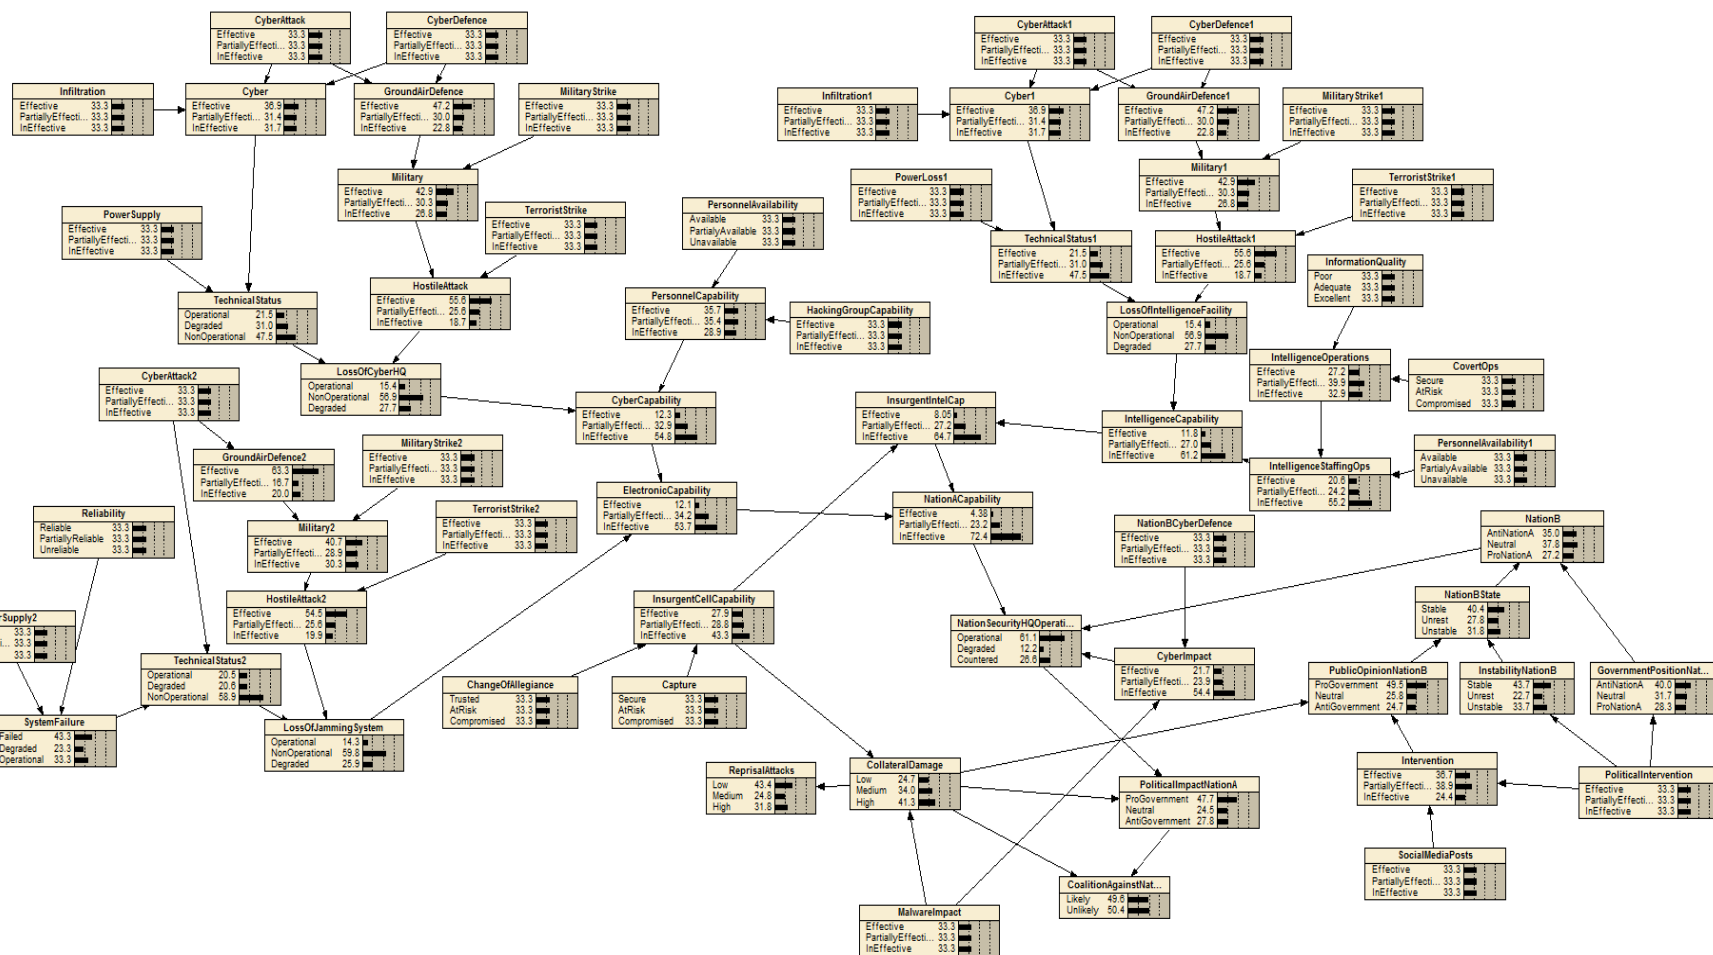 CyberAttack
Effective 33.3
PartiallyEffecti... 33.3
InEffective 33.3
CyberDefence
Effective 33.3
PartiallyEffecti... 33.3
InEffective 33.3
CyberAttack1
Effective 33.3
PartiallyEffecti... 33.3
InEffective 33.3
CyberDefence1
Effective 33.3
PartiallyEffecti... 33.3
InEffective 33.3
Infiltration
Effective 33.3
PartiallyEffecti... 33.3
InEffective 33.3
Cyber
Effective 36.9
PartiallyEffecti... 31.4
InEffective 31.7
GroundAirDefence
Effective 47.2
PartiallyEffecti... 30.0
InEffective 22.8
MilitaryStrike
Effective 33.3
PartiallyEffecti... 33.3
InEffective 33.3
Infiltration1
Effective 33.3
PartiallyEffecti... 33.3
InEffective 33.3
Cyber1
Effective 36.9
PartiallyEffecti... 31.4
InEffective 31.7
GroundAirDefence1
Effective 47.2
PartiallyEffecti... 30.0
InEffective 22.8
MilitaryStrike1
Effective 33.3
PartiallyEffecti... 33.3
InEffective 33.3
Military
Effective 42.9
PartiallyEffecti... 30.3
InEffective 26.8
PowerLoss1
Effective 33.3
PartiallyEffecti... 33.3
InEffective 33.3
Military1
Effective 42.9
PartiallyEffecti... 30.3
InEffective 26.8
TerroristStrike1
Effective 33.3
PartiallyEffecti... 33.3
InEffective 33.3
PowerSupply
Effective 33.3
PartiallyEffecti... 33.3
InEffective 33.3
TerroristStrike
Effective 33.3
PartiallyEffecti... 33.3
InEffective 33.3
PersonnelAvailability
Available 33.3
PartialyAvailable 33.3
Unavailable 33.3
TechnicalStatus1
Effective 21.5
PartiallyEffecti... 31.0
InEffective 47.5
HostileAttack1
Effective 55.6
PartiallyEffecti... 25.6
InEffective 18.7
InformationQuality
Poor 33.3
Adequate 33.3
Excellent 33.3
TechnicalStatus
Operational 21.5
Degraded 31.0
NonOperational 47.5
HostileAttack
Effective 55.6
PartiallyEffecti... 25.6
InEffective 18.7
PersonnelCapability
Effective 35.7
PartiallyEffecti... 35.4
InEffective 28.9
HackingGroupCapability
Effective 33.3
PartiallyEffecti... 33.3
InEffective 33.3
LossOfIntelligenceFacility
Operational 15.4
NonOperational 56.9
Degraded 27.7
IntelligenceOperations
Effective 27.2
PartiallyEffecti... 39.9
InEffective 32.9
CovertOps
Secure 33.3
AtRisk 33.3
Compromised 33.3
CyberAttack2
Effective 33.3
PartiallyEffecti... 33.3
InEffective 33.3
LossOfCyberHQ
Operational 15.4
NonOperational 56.9
Degraded 27.7
CyberCapability
Effective 12.3
PartiallyEffecti... 32.9
InEffective 54.8
InsurgentIntelCap
Effective 8.05
PartiallyEffecti... 27.2
InEffective 64.7
IntelligenceCapability
Effective 11.8
PartiallyEffecti... 27.0
InEffective 61.2
GroundAirDefence2
Effective 63.3
PartiallyEffecti... 16.7
InEffective 20.0
MilitaryStrike2
Effective 33.3
PartiallyEffecti... 33.3
InEffective 33.3
IntelligenceStaffingOps
Effective 20.6
PartiallyEffecti... 24.2
InEffective 55.2
PersonnelAvailability1
Available 33.3
PartialyAvailable 33.3
Unavailable 33.3
ElectronicCapability
Effective 12.1
PartiallyEffecti... 34.2
InEffective 53.7
NationACapability
Effective 4.38
PartiallyEffecti... 23.2
InEffective 72.4
Reliability
Reliable 33.3
PartiallyReliable 33.3
Unreliable 33.3
Military2
Effective 40.7
PartiallyEffecti... 28.9
InEffective 30.3
TerroristStrike2
Effective 33.3
PartiallyEffecti... 33.3
InEffective 33.3
NationBCyberDefence
Effective 33.3
PartiallyEffecti... 33.3
InEffective 33.3
NationB
AntiNationA 35.0
Neutral 37.8
ProNationA 27.2
HostileAttack2
Effective 54.5
PartiallyEffecti... 25.6
InEffective 19.9
InsurgentCellCapability
Effective 27.9
PartiallyEffecti... 28.8
InEffective 43.3
NationBState
Stable 40.4
Unrest 27.8
Unstable 31.8
rSupply2
33.3
i... 33.3
33.3
NationSecurityHQOperati...
Operational 61.1
Degraded 12.2
Countered 26.6
CyberImpact
Effective 21.7
PartiallyEffecti... 23.9
InEffective 54.4
TechnicalStatus2
Operational 20.5
Degraded 20.6
NonOperational 58.9
ChangeOfAllegiance
Trusted 33.3
AtRisk 33.3
Compromised 33.3
Capture
Secure 33.3
AtRisk 33.3
Compromised 33.3
PublicOpinionNationB
ProGovernment 49.5
Neutral 25.8
AntiGovernment 24.7
InstabilityNationB
Stable 43.7
Unrest 22.7
Unstable 33.7
GovernmentPositionNat...
AntiNationA 40.0
Neutral 31.7
ProNationA 28.3
SystemFailure
Failed 43.3
Degraded 23.3
Operational 33.3
LossOfJammingSystem
Operational 14.3
NonOperational 59.8
Degraded 25.9
ReprisalAttacks
Low 43.4
Medium 24.8
High 31.8
CollateralDamage
Low 24.7
Medium 34.0
High 41.3
PoliticalImpactNationA
ProGovernment 47.7
Neutral 24.5
AntiGovernment 27.8
Intervention
Effective 36.7
PartiallyEffecti... 38.9
InEffective 24.4
PoliticalIntervention
Effective 33.3
PartiallyEffecti... 33.3
InEffective 33.3
SocialMediaPosts
Effective 33.3
PartiallyEffecti... 33.3
InEffective 33.3
CoalitionAgainstNat...
Likely 49.6
Unlikely 50.4
MalwareImpact
Effective 33.3
PartiallyEffecti... 33.3
InEffective 33.3